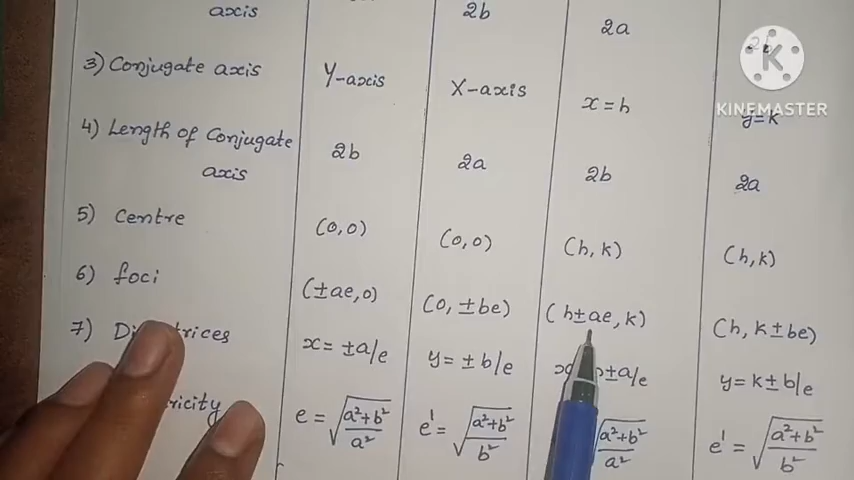 axis 2b 2a
3) Conjugate axis Y-axis X-axis x = h y = k
4) Length of Conjugate
axis 2b 2a 2b 2a
5) Centre (0,0) (0,0) (h,k) (h,k)
6) foci (±ae,0) (0, ±be) (h±ae, k) (h, k±be)
7) x = ±a/e y = ±b/e ±a/e y = k±b/e
e = √(a²+b²/a²) e' = √(a²+b²/b²) a²+b²/a² e' = √(a²+b²/b²)
K
KINEMASTER